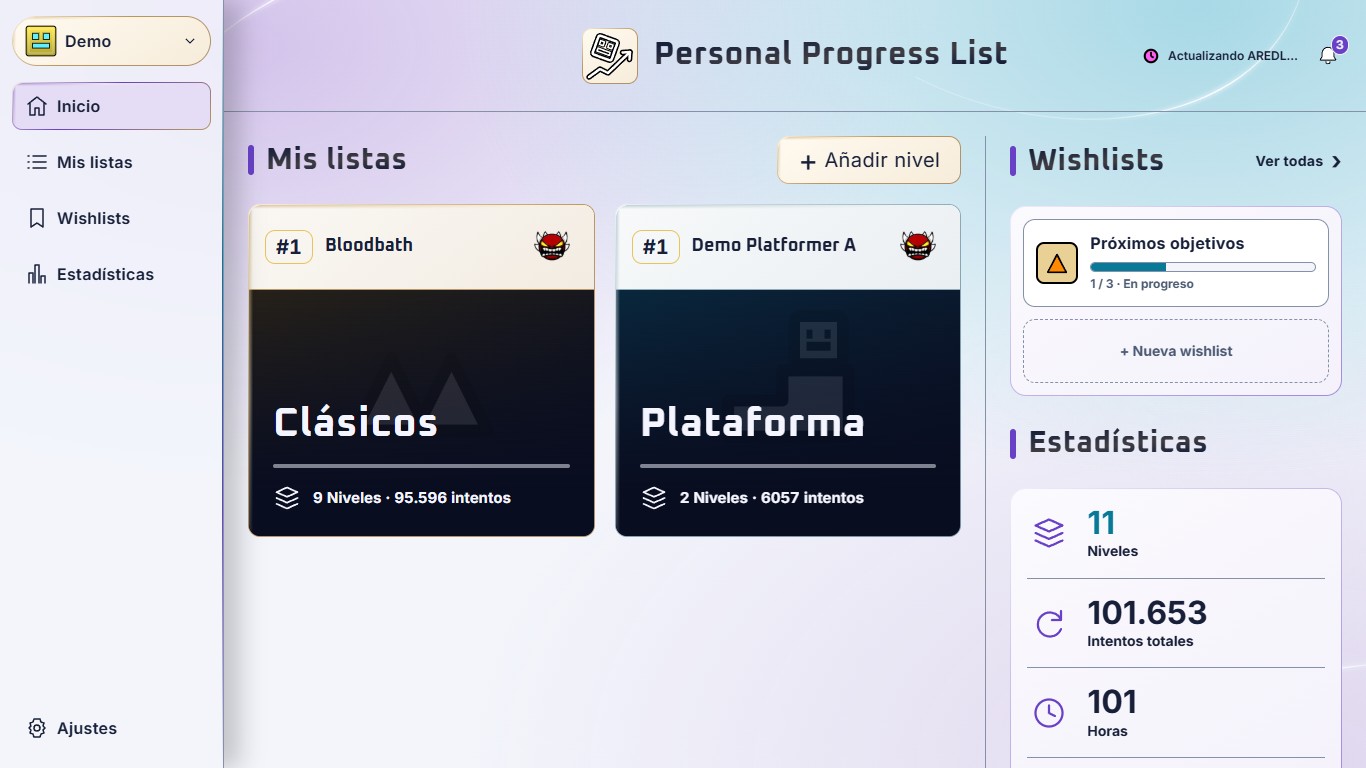 Demo
Inicio
Mis listas
Wishlists
Estadísticas
Ajustes
Personal Progress List
Actualizando AREDL...
3
Mis listas
+ Añadir nivel
#1 Bloodbath
Clásicos
9 Niveles · 95.596 intentos
#1 Demo Platformer A
Plataforma
2 Niveles · 6057 intentos
Wishlists
Ver todas
Próximos objetivos
1 / 3 · En progreso
+ Nueva wishlist
Estadísticas
11
Niveles
101.653
Intentos totales
101
Horas